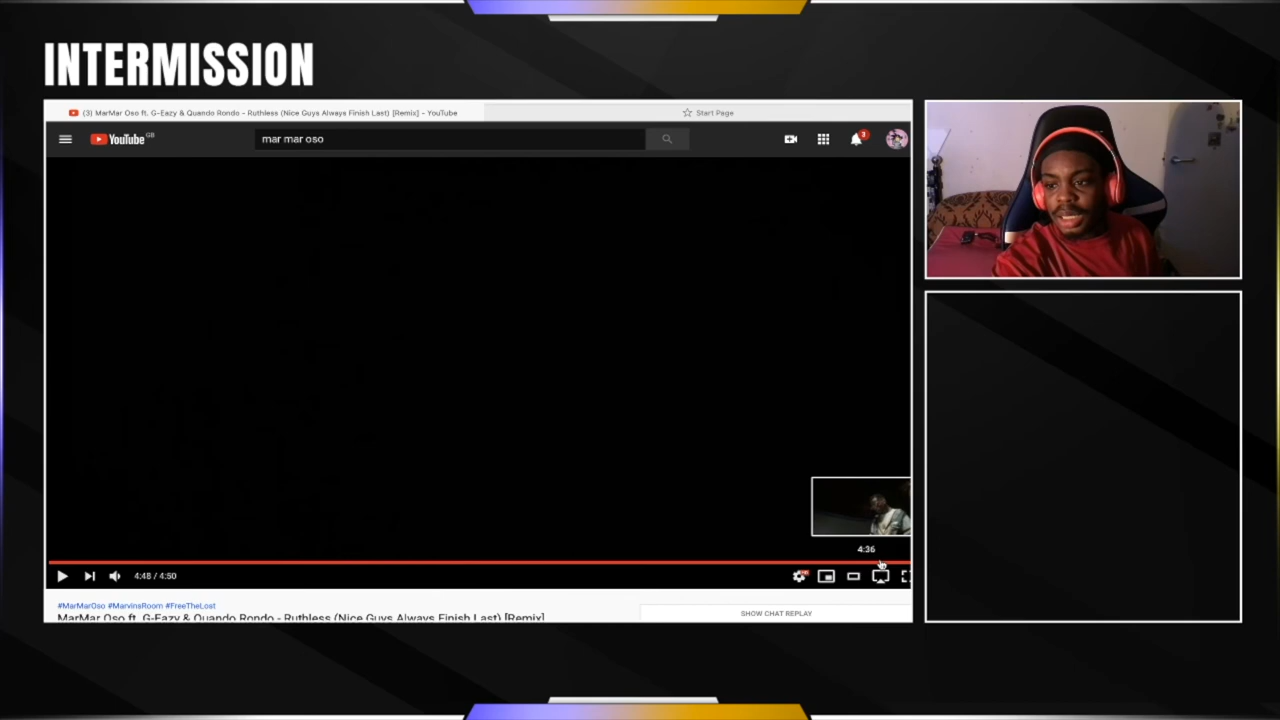 INTERMISSION
(3) MarMar Oso ft. G-Eazy & Quando Rondo - Ruthless (Nice Guys Always Finish Last) [Remix] - YouTube
Start Page
YouTube GB
mar mar oso
3
4:36
4:48 / 4:50
#MarMarOso #MarvinsRoom #FreeTheLost
MarMar Oso ft. G-Eazy & Quando Rondo - Ruthless (Nice Guys Always Finish Last) [Remix]
SHOW CHAT REPLAY